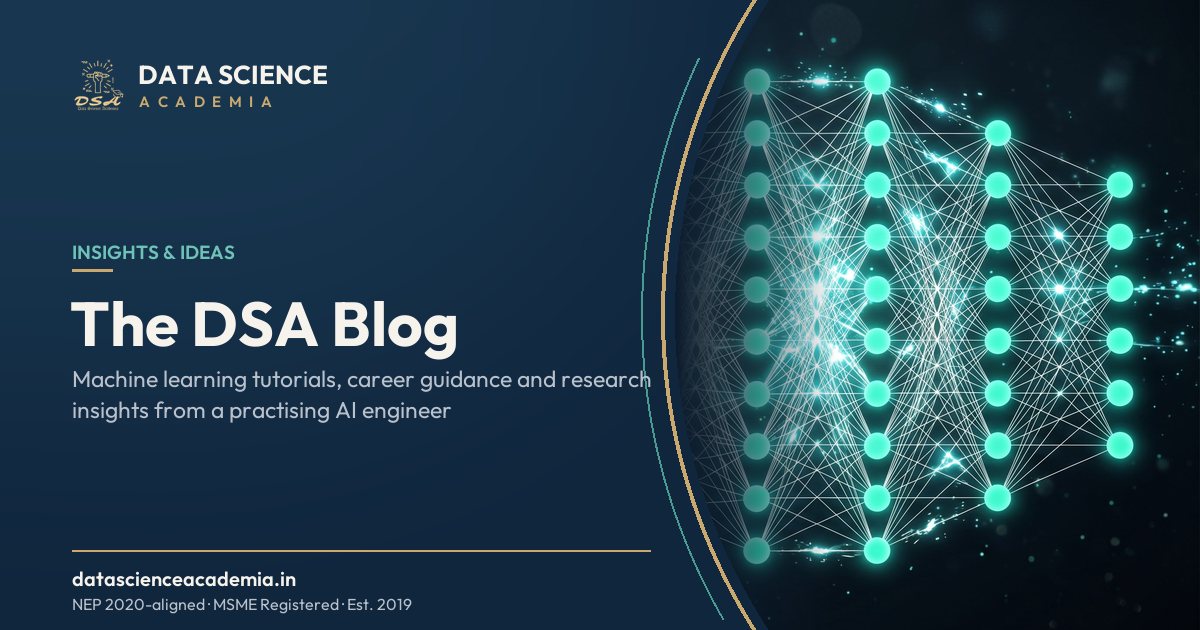 DSA
DATA SCIENCE
ACADEMIA
INSIGHTS & IDEAS
The DSA Blog
Machine learning tutorials, career guidance and research
insights from a practising AI engineer
datascienceacademia.in
NEP 2020-aligned · MSME Registered · Est. 2019